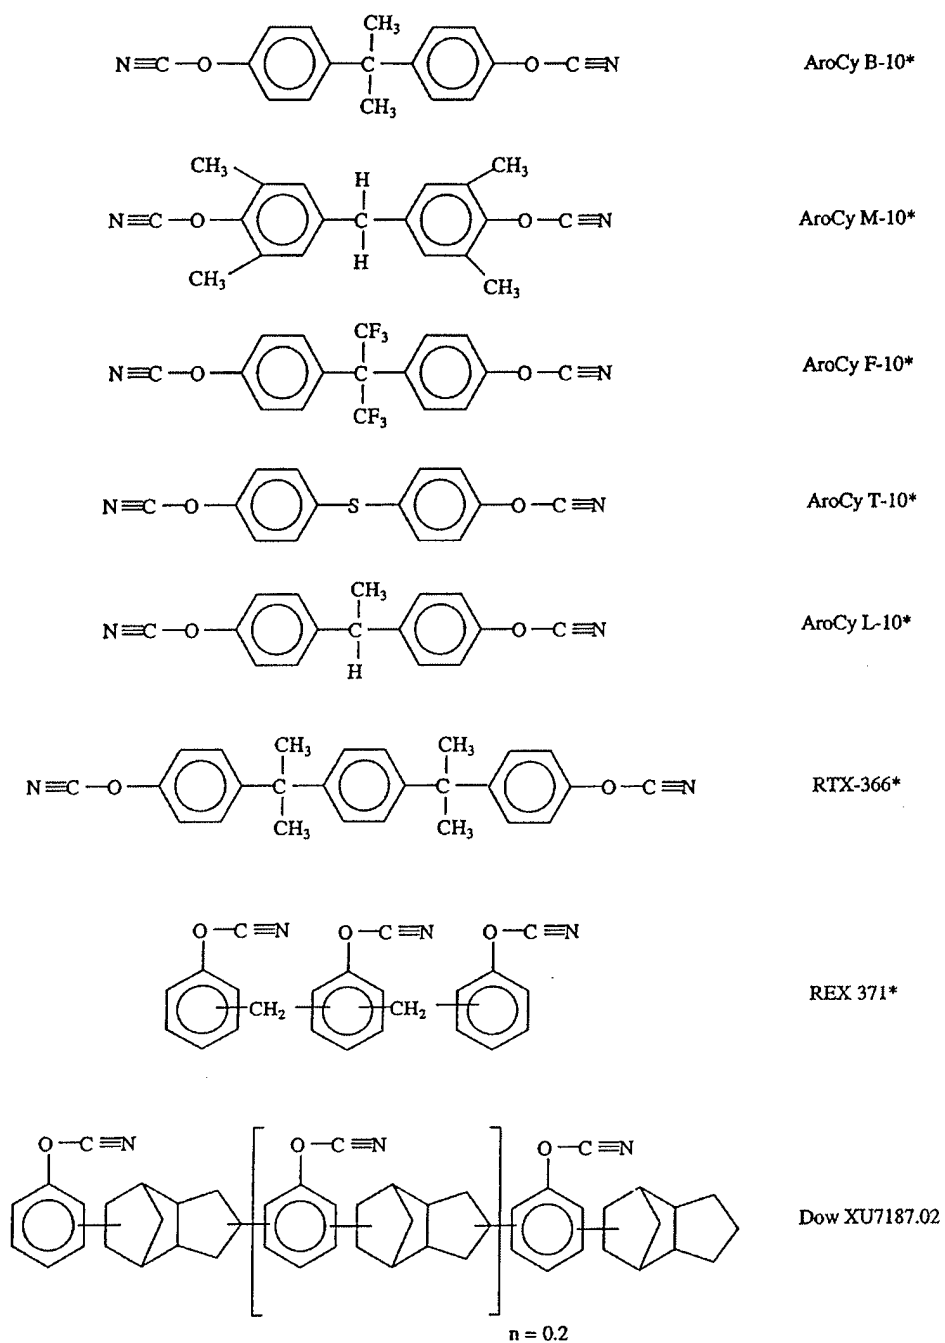 CH₃
N≡C—O— —C— —O—C≡N AroCy B-10*
CH₃
CH₃ H CH₃
N≡C—O— —C— —O—C≡N AroCy M-10*
CH₃ H CH₃
CF₃
N≡C—O— —C— —O—C≡N AroCy F-10*
CF₃
N≡C—O— —S— —O—C≡N AroCy T-10*
CH₃
N≡C—O— —C— —O—C≡N AroCy L-10*
H
CH₃ CH₃
N≡C—O— —C— —C— —O—C≡N RTX-366*
CH₃ CH₃
O—C≡N O—C≡N O—C≡N
CH₂ CH₂ REX 371*
O—C≡N O—C≡N O—C≡N
Dow XU7187.02
n = 0.2